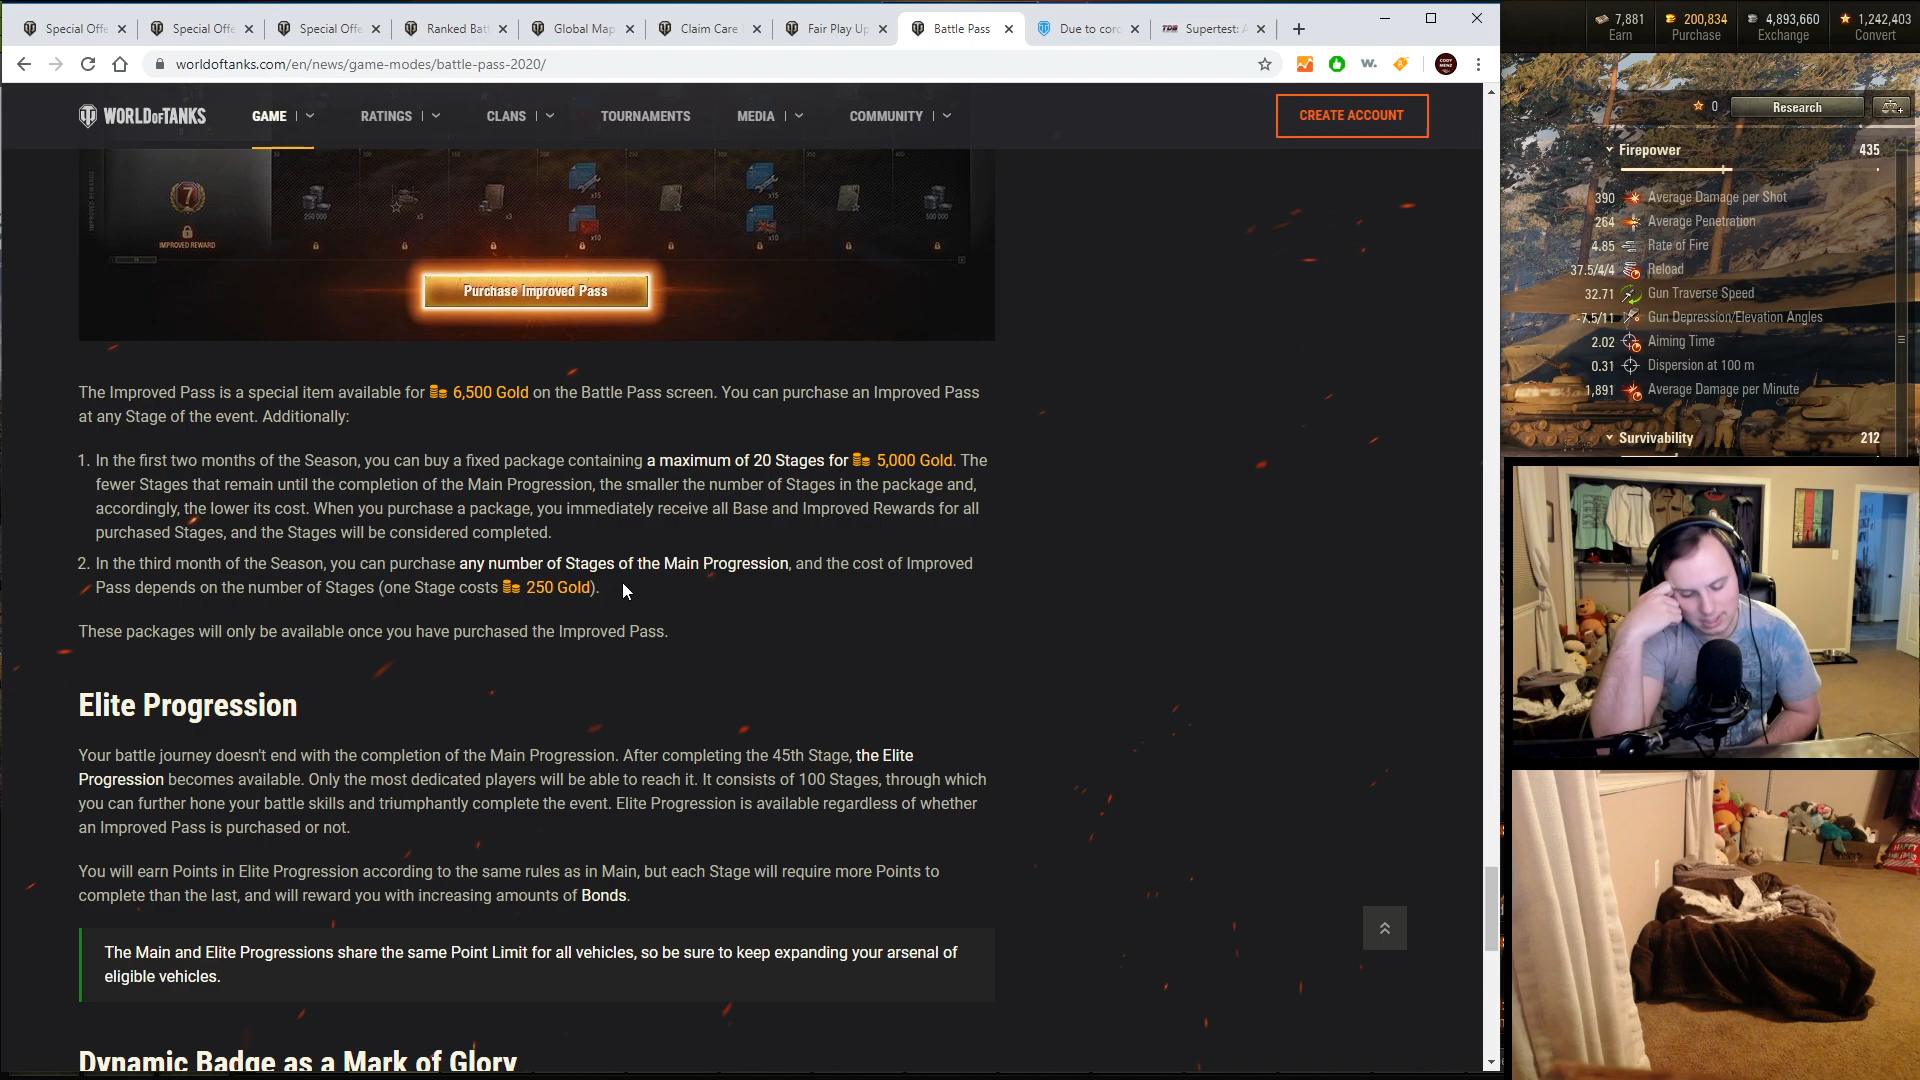 Special Offe
Special Offe
Special Offe
Ranked Bat
Global Map
Claim Care
Fair Play Up
Battle Pass
Due to coro
TDB Supertest: A
worldoftanks.com/en/news/game-modes/battle-pass-2020/
w.
WORLD OF TANKS
GAME
RATINGS
CLANS
TOURNAMENTS
MEDIA
COMMUNITY
CREATE ACCOUNT
7
IMPROVED REWARD
250 000
x3
x3
x15
x10
x15
x10
500 000
Purchase Improved Pass
The Improved Pass is a special item available for 6,500 Gold on the Battle Pass screen. You can purchase an Improved Pass
at any Stage of the event. Additionally:
1. In the first two months of the Season, you can buy a fixed package containing a maximum of 20 Stages for 5,000 Gold. The
fewer Stages that remain until the completion of the Main Progression, the smaller the number of Stages in the package and,
accordingly, the lower its cost. When you purchase a package, you immediately receive all Base and Improved Rewards for all
purchased Stages, and the Stages will be considered completed.
2. In the third month of the Season, you can purchase any number of Stages of the Main Progression, and the cost of Improved
Pass depends on the number of Stages (one Stage costs 250 Gold).
These packages will only be available once you have purchased the Improved Pass.
Elite Progression
Your battle journey doesn't end with the completion of the Main Progression. After completing the 45th Stage, the Elite
Progression becomes available. Only the most dedicated players will be able to reach it. It consists of 100 Stages, through which
you can further hone your battle skills and triumphantly complete the event. Elite Progression is available regardless of whether
an Improved Pass is purchased or not.
You will earn Points in Elite Progression according to the same rules as in Main, but each Stage will require more Points to
complete than the last, and will reward you with increasing amounts of Bonds.
The Main and Elite Progressions share the same Point Limit for all vehicles, so be sure to keep expanding your arsenal of
eligible vehicles.
Dynamic Badge as a Mark of Glory
7,881
Earn
200,834
Purchase
4,893,660
Exchange
1,242,403
Convert
0
Research
Firepower 435
390 Average Damage per Shot
264 Average Penetration
4.85 Rate of Fire
37.5/4/4 Reload
32.71 Gun Traverse Speed
-7.5/11 Gun Depression/Elevation Angles
2.02 Aiming Time
0.31 Dispersion at 100 m
1,891 Average Damage per Minute
Survivability 212